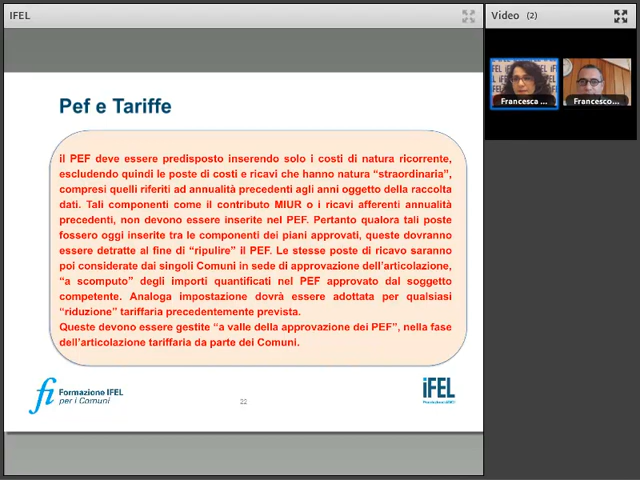 IFEL
Video (2)
Francesca ...
Francesco...
Pef e Tariffe
il PEF deve essere predisposto inserendo solo i costi di natura ricorrente,
escludendo quindi le poste di costi e ricavi che hanno natura “straordinaria”,
compresi quelli riferiti ad annualità precedenti agli anni oggetto della raccolta
dati. Tali componenti come il contributo MIUR o i ricavi afferenti annualità
precedenti, non devono essere inserite nel PEF. Pertanto qualora tali poste
fossero oggi inserite tra le componenti dei piani approvati, queste dovranno
essere detratte al fine di “ripulire” il PEF. Le stesse poste di ricavo saranno
poi considerate dai singoli Comuni in sede di approvazione dell’articolazione,
“a scomputo” degli importi quantificati nel PEF approvato dal soggetto
competente. Analoga impostazione dovrà essere adottata per qualsiasi
“riduzione” tariffaria precedentemente prevista.
Queste devono essere gestite “a valle della approvazione dei PEF”, nella fase
dell’articolazione tariffaria da parte dei Comuni.
fi Formazione IFEL
per i Comuni
22
iFEL